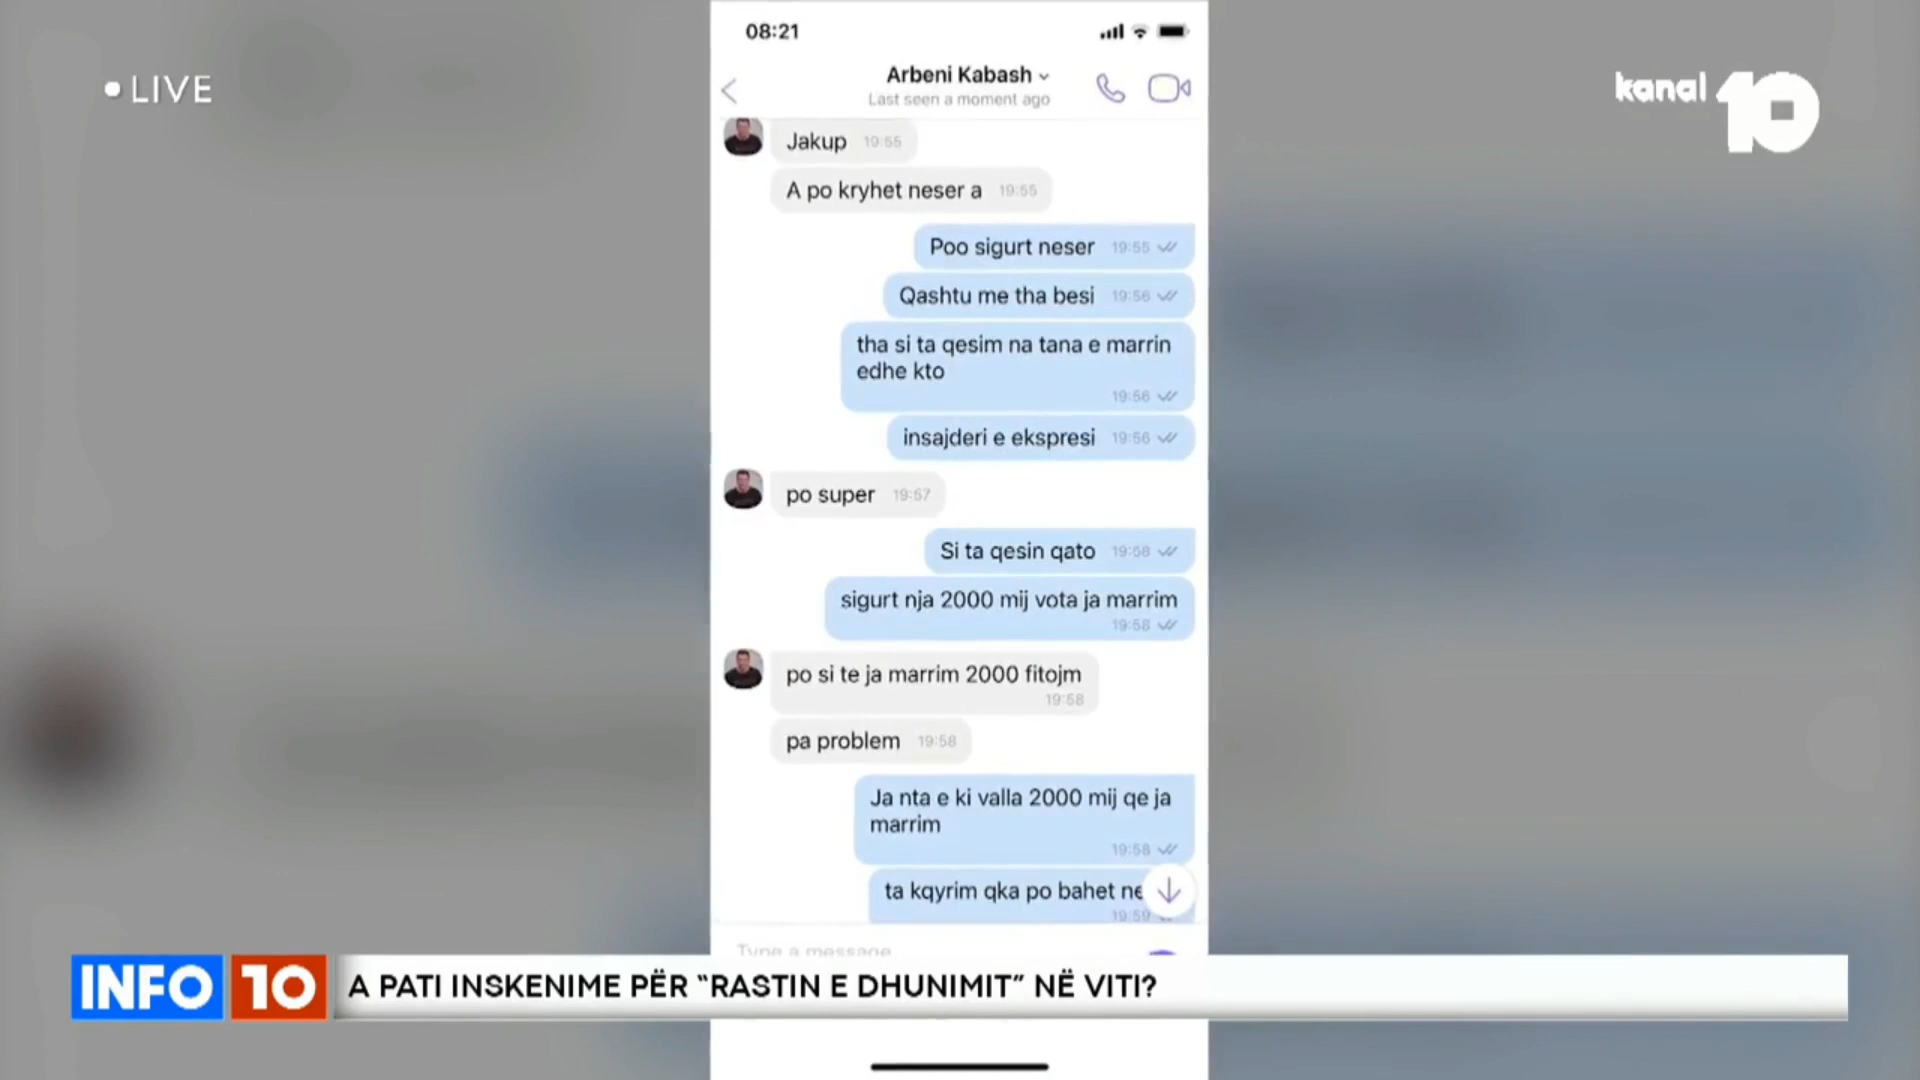 08:21
LIVE
kanal 10
Arbeni Kabash
Last seen a moment ago
Jakup 19:55
A po kryhet neser a 19:55
Poo sigurt neser 19:55
Qashtu me tha besi 19:56
tha si ta qesim na tana e marrin
edhe kto
19:56
insajderi e ekspresi 19:56
po super 19:57
Si ta qesin qato 19:58
sigurt nja 2000 mij vota ja marrim
19:58
po si te ja marrim 2000 fitojm
19:58
pa problem 19:58
Ja nta e ki valla 2000 mij qe ja
marrim
19:58
ta kqyrim qka po bahet ne
19:59
Type a message
INFO 10 A PATI INSKENIME PËR “RASTIN E DHUNIMIT” NË VITI?